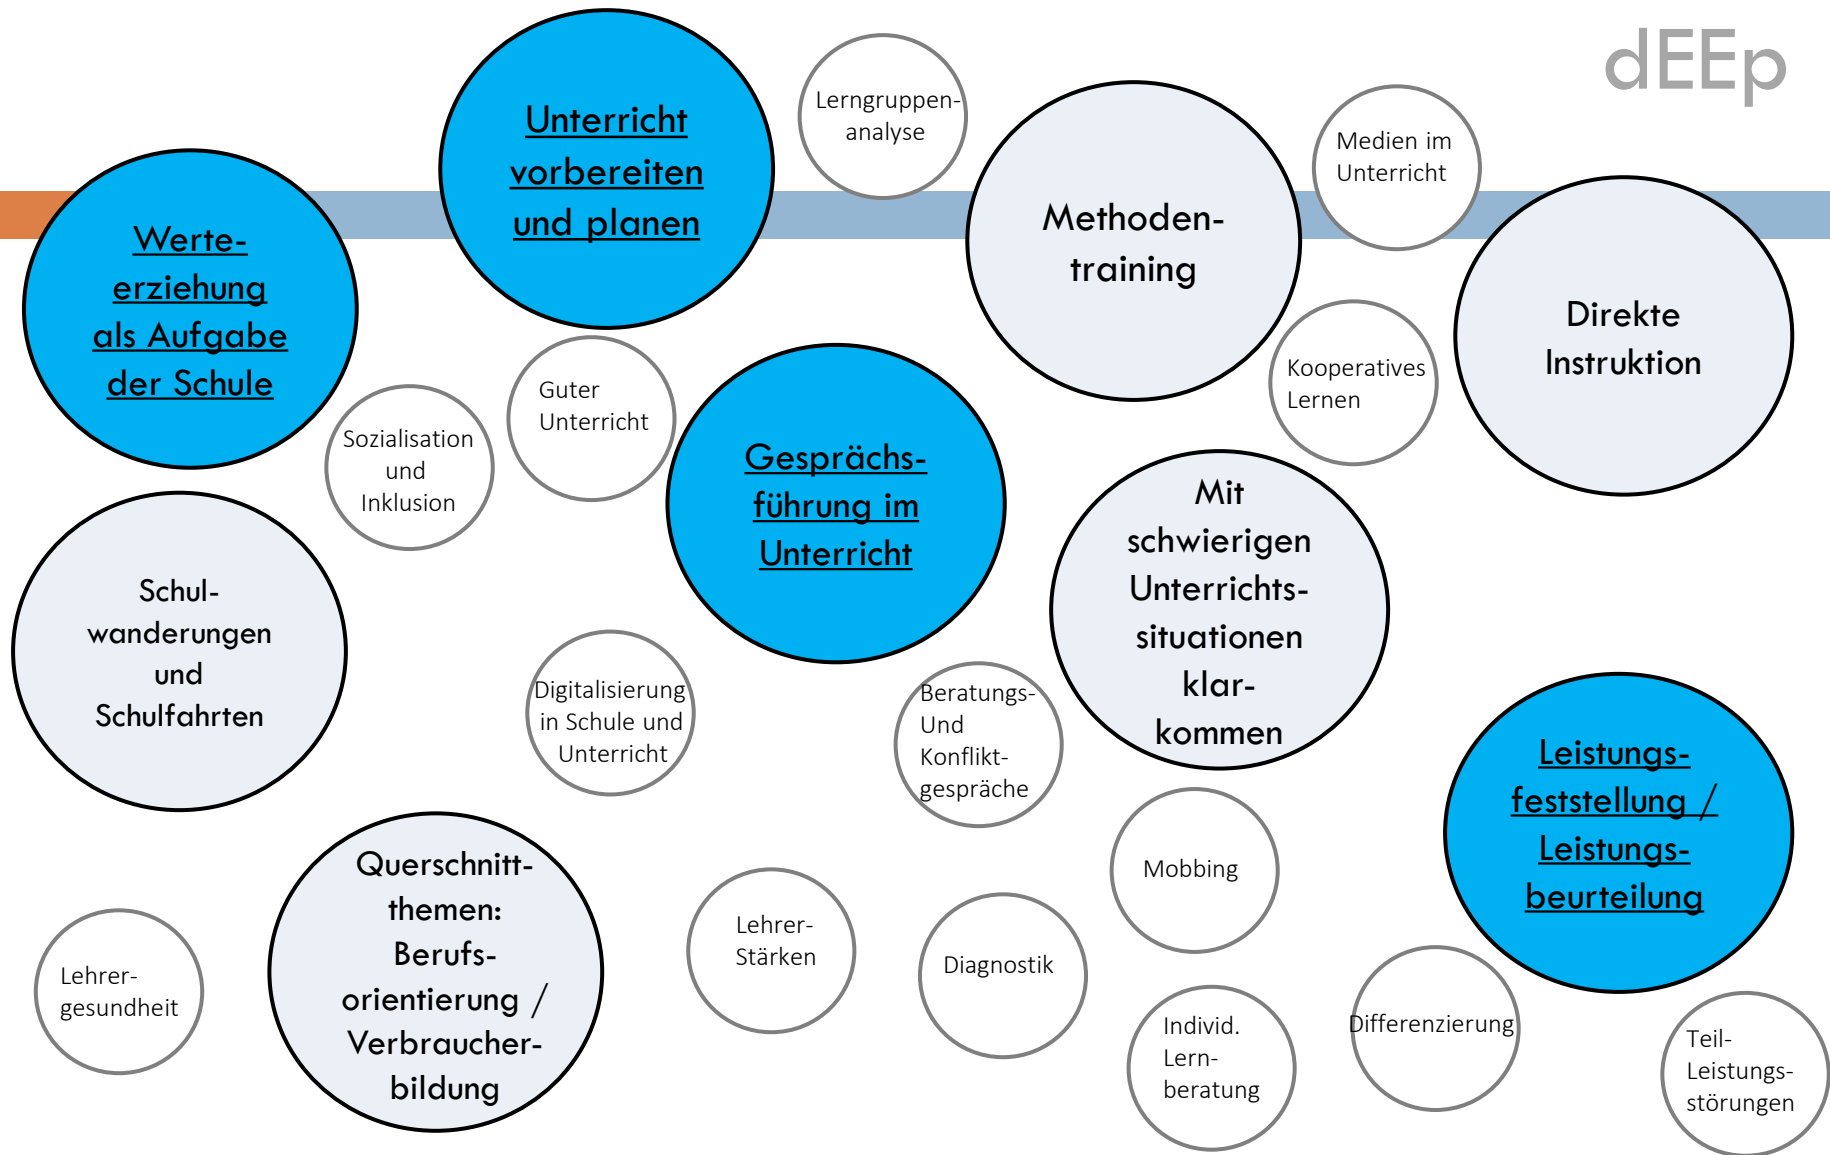 dEEp
Unterricht
vorbereiten
und planen
Lerngruppen-
analyse
Methoden-
training
Medien im
Unterricht
Werte-
erziehung
als Aufgabe
der Schule
Direkte
Instruktion
Guter
Unterricht
Kooperatives
Lernen
Sozialisation
und
Inklusion
Gesprächs-
führung im
Unterricht
Mit
schwierigen
Unterrichts-
situationen
klar-
kommen
Schul-
wanderungen
und
Schulfahrten
Digitalisierung
in Schule und
Unterricht
Beratungs-
Und
Konflikt-
gespräche
Leistungs-
feststellung /
Leistungs-
beurteilung
Querschnitt-
themen:
Berufs-
orientierung /
Verbraucher-
bildung
Mobbing
Lehrer-
Stärken
Diagnostik
Lehrer-
gesundheit
Individ.
Lern-
beratung
Differenzierung
Teil-
Leistungs-
störungen